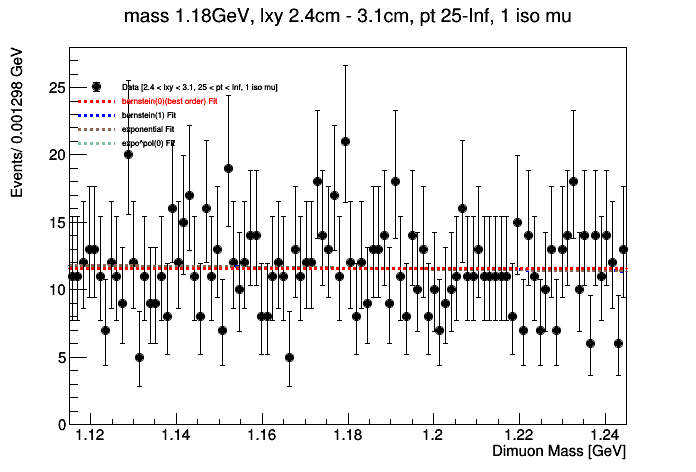 mass 1.18GeV, lxy 2.4cm - 3.1cm, pt 25-Inf, 1 iso mu
Events/ 0.001298 GeV
25
20
15
10
5
0
Data [2.4 < lxy < 3.1, 25 < pt < Inf, 1 iso mu]
bernstein(0)(best order) Fit
bernstein(1) Fit
exponential Fit
expo*pol(0) Fit
1.12 1.14 1.16 1.18 1.2 1.22 1.24
Dimuon Mass [GeV]